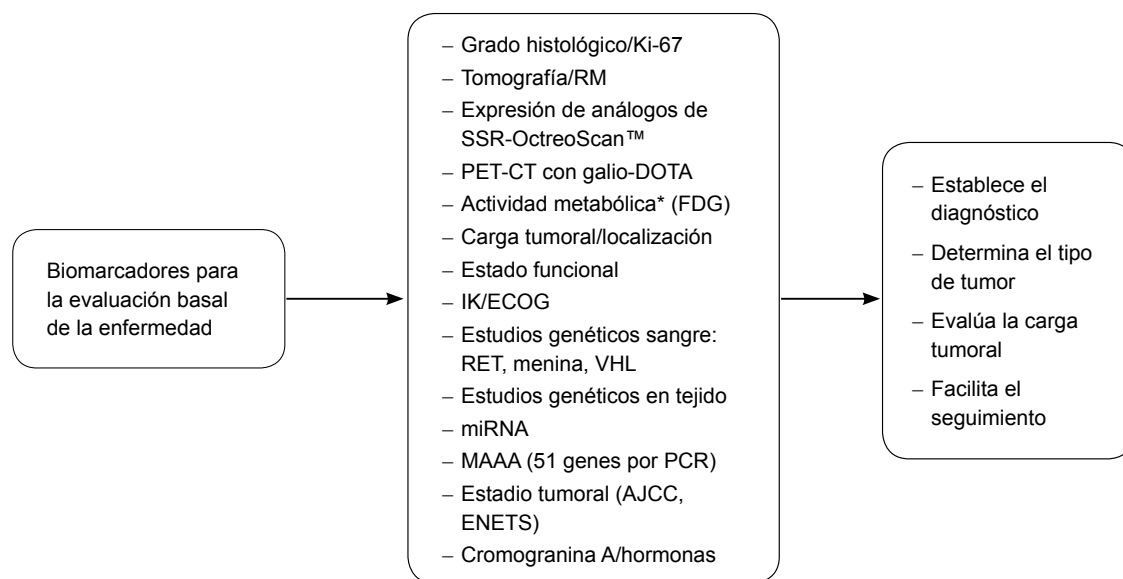 Biomarcadores para
la evaluación basal
de la enfermedad
– Grado histológico/Ki-67
– Tomografía/RM
– Expresión de análogos de
SSR-OctreoScan™
– PET-CT con galio-DOTA
– Actividad metabólica* (FDG)
– Carga tumoral/localización
– Estado funcional
– IK/ECOG
– Estudios genéticos sangre:
RET, menina, VHL
– Estudios genéticos en tejido
– miRNA
– MAAA (51 genes por PCR)
– Estadio tumoral (AJCC,
ENETS)
– Cromogranina A/hormonas
– Establece el
diagnóstico
– Determina el tipo
de tumor
– Evalúa la carga
tumoral
– Facilita el
seguimiento